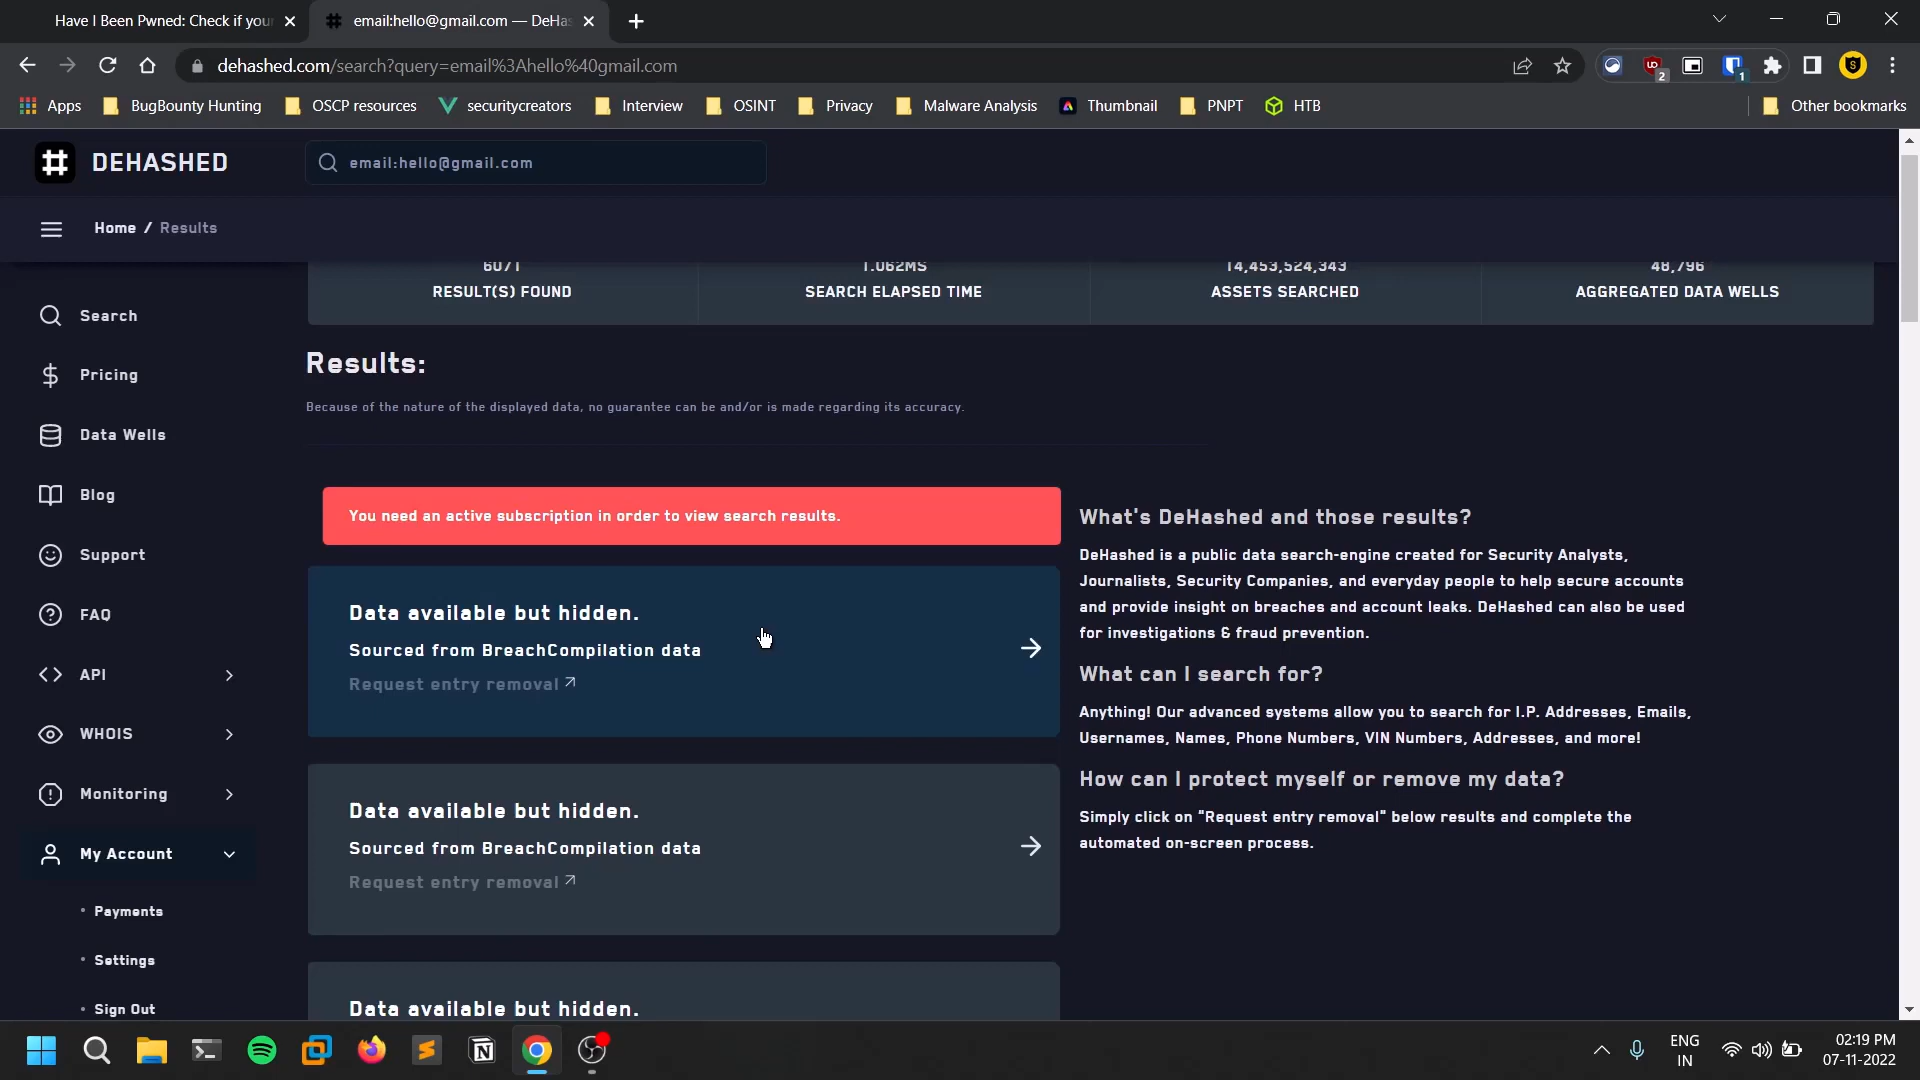 Have I Been Pwned: Check if your
email:hello@gmail.com — DeHas
dehashed.com/search?query=email%3Ahello%40gmail.com
Apps
BugBounty Hunting
OSCP resources
securitycreators
Interview
OSINT
Privacy
Malware Analysis
Thumbnail
PNPT
HTB
Other bookmarks
DEHASHED
email:hello@gmail.com
Home / Results
6071
RESULT(S) FOUND
1.062MS
SEARCH ELAPSED TIME
14,453,524,343
ASSETS SEARCHED
48,796
AGGREGATED DATA WELLS
Search
Pricing
Data Wells
Blog
Support
FAQ
API
WHOIS
Monitoring
My Account
• Payments
• Settings
• Sign Out
Results:
Because of the nature of the displayed data, no guarantee can be and/or is made regarding its accuracy.
You need an active subscription in order to view search results.
Data available but hidden.
Sourced from BreachCompilation data
Request entry removal
Data available but hidden.
Sourced from BreachCompilation data
Request entry removal
Data available but hidden.
What's DeHashed and those results?
DeHashed is a public data search-engine created for Security Analysts,
Journalists, Security Companies, and everyday people to help secure accounts
and provide insight on breaches and account leaks. DeHashed can also be used
for investigations & fraud prevention.
What can I search for?
Anything! Our advanced systems allow you to search for I.P. Addresses, Emails,
Usernames, Names, Phone Numbers, VIN Numbers, Addresses, and more!
How can I protect myself or remove my data?
Simply click on "Request entry removal" below results and complete the
automated on-screen process.
ENG
IN
02:19 PM
07-11-2022